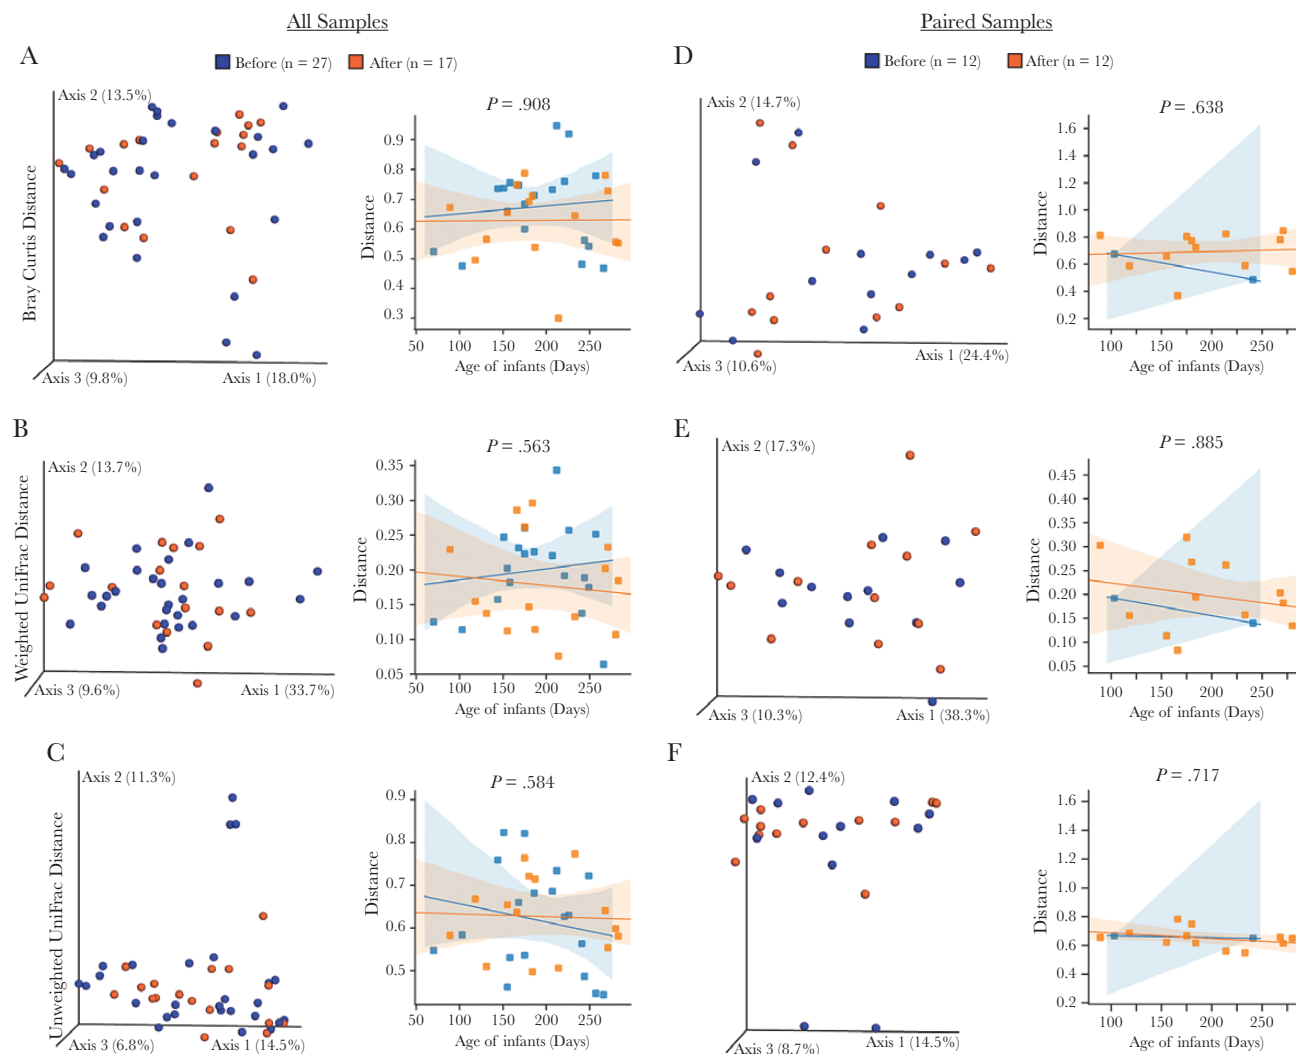 All Samples
Paired Samples
A
Before (n = 27)
After (n = 17)
Axis 2 (13.5%)
Bray Curtis Distance
Axis 3 (9.8%)
Axis 1 (18.0%)
P = .908
Distance
0.9
0.8
0.7
0.6
0.5
0.4
0.3
50
100
150
200
250
Age of infants (Days)
D
Before (n = 12)
After (n = 12)
Axis 2 (14.7%)
Axis 3 (10.6%)
Axis 1 (24.4%)
P = .638
Distance
1.6
1.4
1.2
1.0
0.8
0.6
0.4
0.2
100
150
200
250
Age of infants (Days)
B
Axis 2 (13.7%)
Weighted UniFrac Distance
Axis 3 (9.6%)
Axis 1 (33.7%)
P = .563
Distance
0.35
0.30
0.25
0.20
0.15
0.10
0.05
50
100
150
200
250
Age of infants (Days)
E
Axis 2 (17.3%)
Axis 3 (10.3%)
Axis 1 (38.3%)
P = .885
Distance
0.45
0.40
0.35
0.30
0.25
0.20
0.15
0.10
0.05
100
150
200
250
Age of infants (Days)
C
Axis 2 (11.3%)
Unweighted UniFrac Distance
Axis 3 (6.8%)
Axis 1 (14.5%)
P = .584
Distance
0.9
0.8
0.7
0.6
0.5
50
100
150
200
250
Age of infants (Days)
F
Axis 2 (12.4%)
Axis 3 (8.7%)
Axis 1 (14.5%)
P = .717
Distance
1.6
1.4
1.2
1.0
0.8
0.6
0.4
0.2
100
150
200
250
Age of infants (Days)